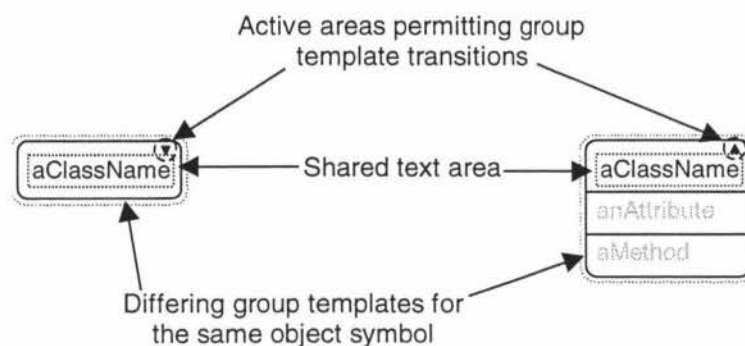 Active areas permitting group
template transitions
aClassName
Shared text area
aClassName
anAttribute
aMethod
Differing group templates for
the same object symbol